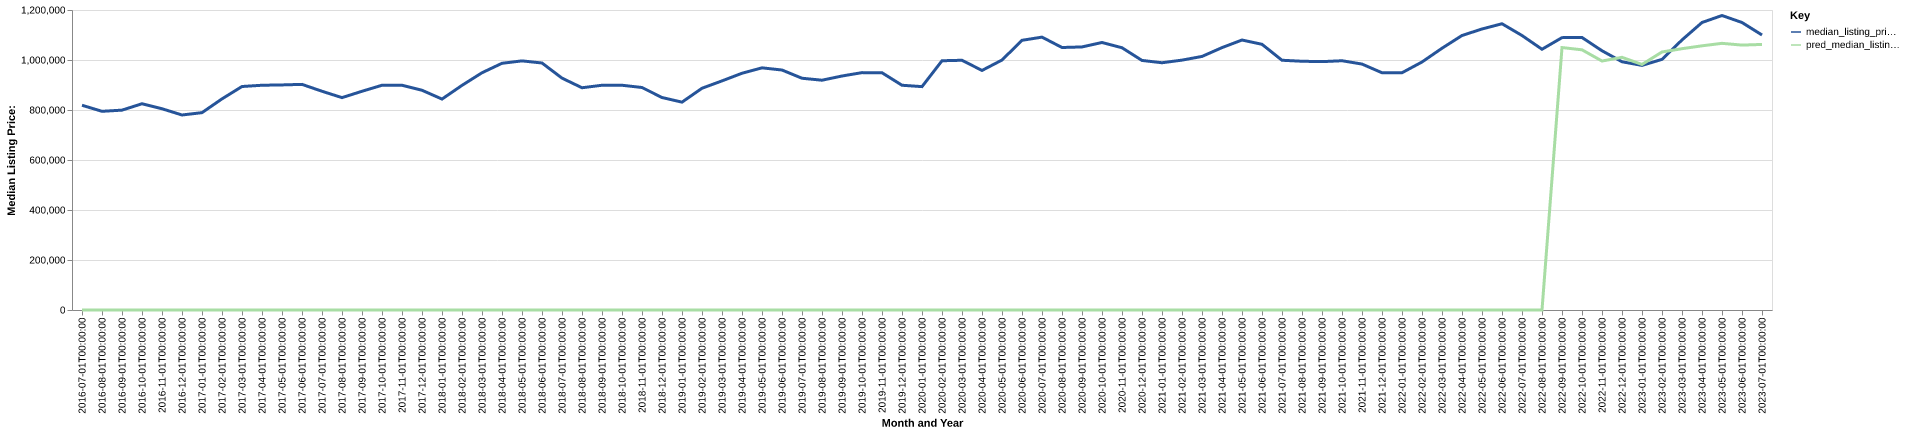 Key
median_listing_pri…
pred_median_listin…
Median Listing Price:
1,200,000
1,000,000
800,000
600,000
400,000
200,000
0
2016-07-01T00:00:00
2016-08-01T00:00:00
2016-09-01T00:00:00
2016-10-01T00:00:00
2016-11-01T00:00:00
2016-12-01T00:00:00
2017-01-01T00:00:00
2017-02-01T00:00:00
2017-03-01T00:00:00
2017-04-01T00:00:00
2017-05-01T00:00:00
2017-06-01T00:00:00
2017-07-01T00:00:00
2017-08-01T00:00:00
2017-09-01T00:00:00
2017-10-01T00:00:00
2017-11-01T00:00:00
2017-12-01T00:00:00
2018-01-01T00:00:00
2018-02-01T00:00:00
2018-03-01T00:00:00
2018-04-01T00:00:00
2018-05-01T00:00:00
2018-06-01T00:00:00
2018-07-01T00:00:00
2018-08-01T00:00:00
2018-09-01T00:00:00
2018-10-01T00:00:00
2018-11-01T00:00:00
2018-12-01T00:00:00
2019-01-01T00:00:00
2019-02-01T00:00:00
2019-03-01T00:00:00
2019-04-01T00:00:00
2019-05-01T00:00:00
2019-06-01T00:00:00
2019-07-01T00:00:00
2019-08-01T00:00:00
2019-09-01T00:00:00
2019-10-01T00:00:00
2019-11-01T00:00:00
2019-12-01T00:00:00
2020-01-01T00:00:00
2020-02-01T00:00:00
2020-03-01T00:00:00
2020-04-01T00:00:00
2020-05-01T00:00:00
2020-06-01T00:00:00
2020-07-01T00:00:00
2020-08-01T00:00:00
2020-09-01T00:00:00
2020-10-01T00:00:00
2020-11-01T00:00:00
2020-12-01T00:00:00
2021-01-01T00:00:00
2021-02-01T00:00:00
2021-03-01T00:00:00
2021-04-01T00:00:00
2021-05-01T00:00:00
2021-06-01T00:00:00
2021-07-01T00:00:00
2021-08-01T00:00:00
2021-09-01T00:00:00
2021-10-01T00:00:00
2021-11-01T00:00:00
2021-12-01T00:00:00
2022-01-01T00:00:00
2022-02-01T00:00:00
2022-03-01T00:00:00
2022-04-01T00:00:00
2022-05-01T00:00:00
2022-06-01T00:00:00
2022-07-01T00:00:00
2022-08-01T00:00:00
2022-09-01T00:00:00
2022-10-01T00:00:00
2022-11-01T00:00:00
2022-12-01T00:00:00
2023-01-01T00:00:00
2023-02-01T00:00:00
2023-03-01T00:00:00
2023-04-01T00:00:00
2023-05-01T00:00:00
2023-06-01T00:00:00
2023-07-01T00:00:00
Month and Year